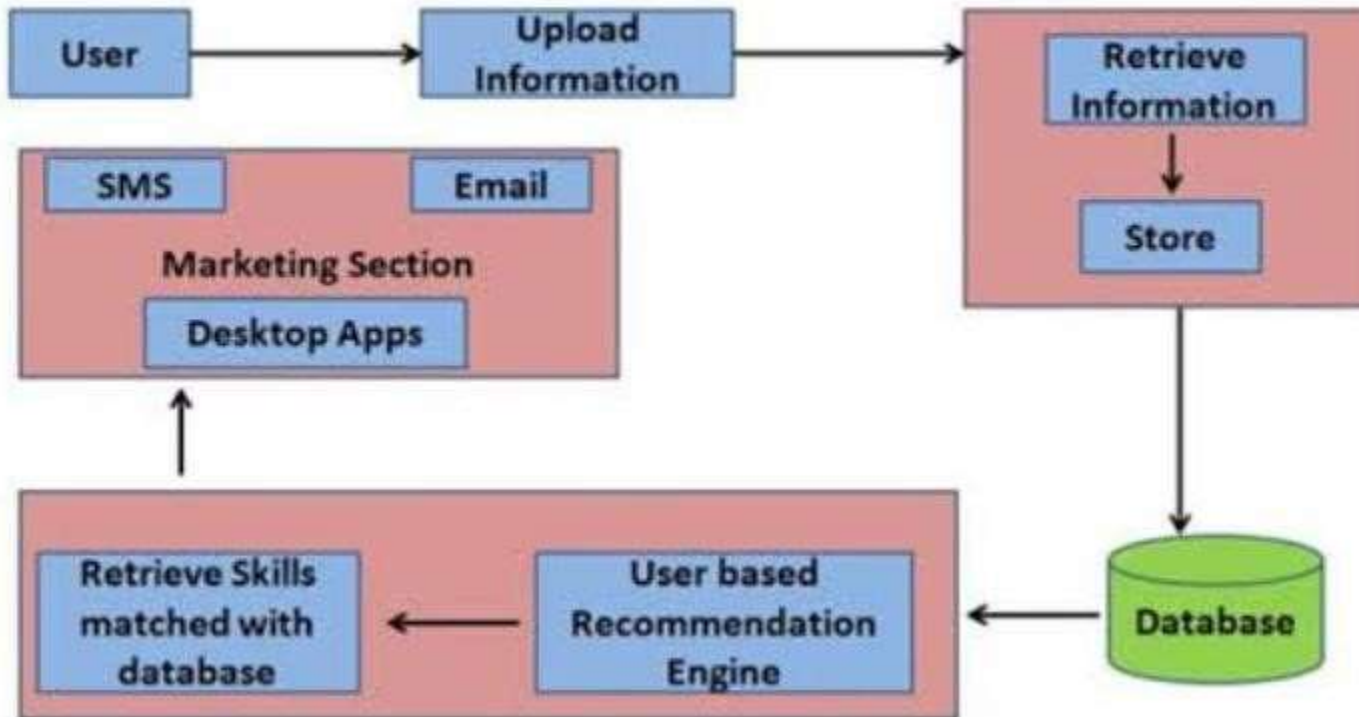 User
Upload
Information
Retrieve
Information
Store
SMS
Email
Marketing Section
Desktop Apps
Retrieve Skills
matched with
database
User based
Recommendation
Engine
Database